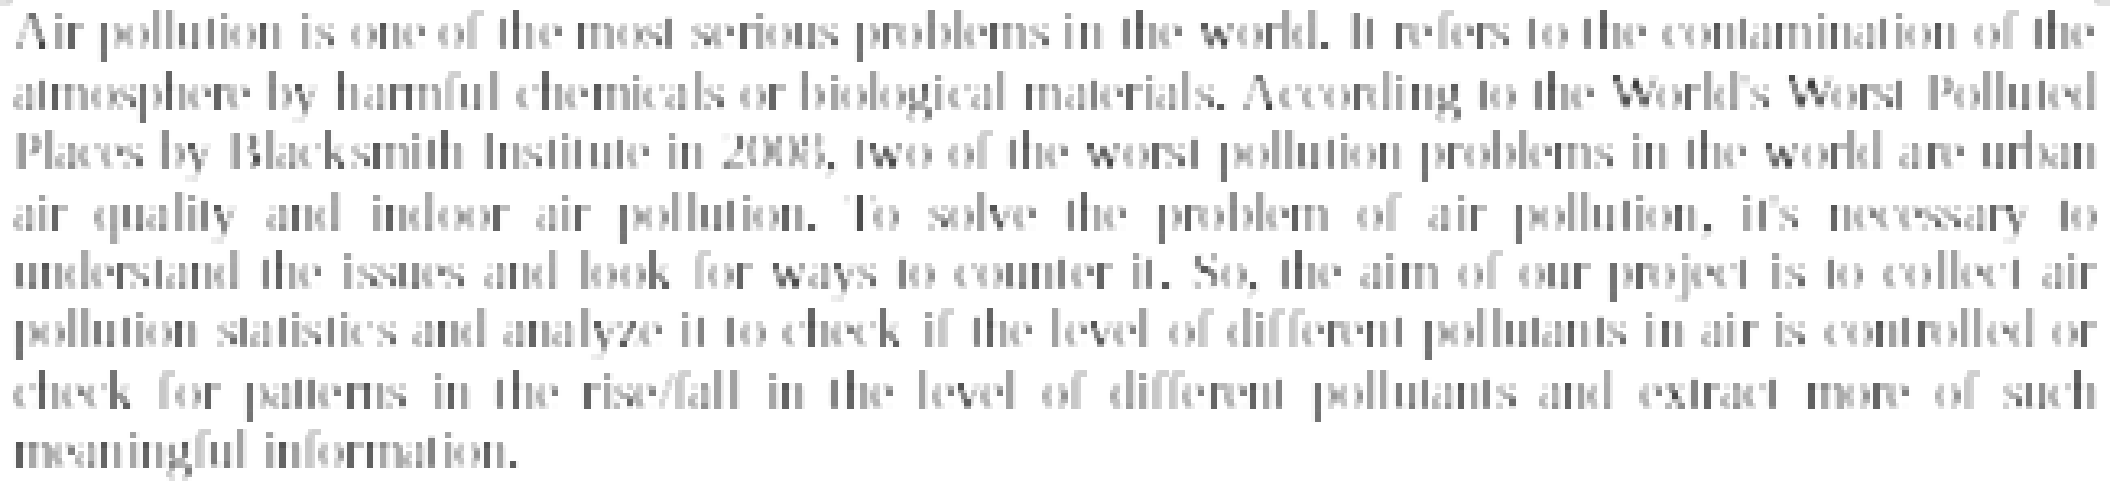 Air pollution is one of the most serious problems in the world. It refers to the contamination of the
atmosphere by harmful chemicals or biological materials. According to the World's Worst Polluted
Places by Blacksmith Institute in 2008, two of the worst pollution problems in the world are urban
air quality and indoor air pollution. To solve the problem of air pollution, it's necessary to
understand the issues and look for ways to counter it. So, the aim of our project is to collect air
pollution statistics and analyze it to check if the level of different pollutants in air is controlled or
check for patterns in the rise/fall in the level of different pollutants and extract more of such
meaningful information.